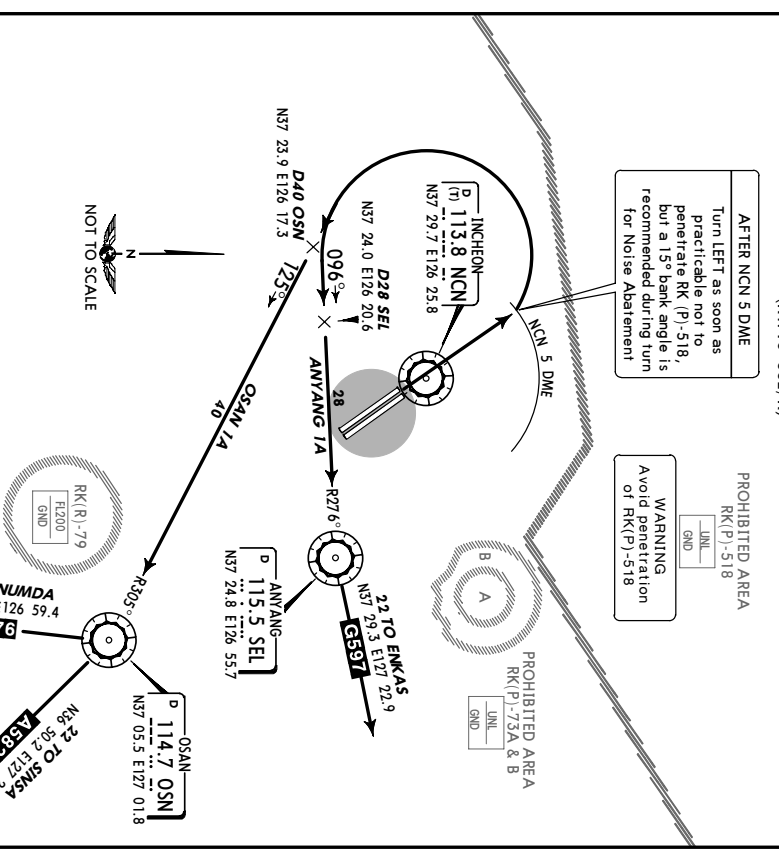 AFTER NCN 5 DME
Turn LEFT as soon as
practicable not to
penetrate RK (P)-518,
but a 15° bank angle is
recommended during turn
for Noise Abatement
PROHIBITED AREA
RK(P)-518
UNL
GND
WARNING
Avoid penetration
of RK(P)-518
NCN 5 DME
INCHEON
D
(T) 113.8 NCN
N37 29.7 E126 25.8
B
A
PROHIBITED AREA
RK(P)-73A & B
UNL
GND
D28 SEL
N37 24.0 E126 20.6
D40 OSN
N37 23.9 E126 17.3
096°
28
ANYANG 1A
R276°
22 TO ENKAS
N37 29.3 E127 22.9
G597
ANYANG
D 115.5 SEL
N37 24.8 E126 55.7
125°
40
OSAN 1A
R305°
N
NOT TO SCALE
RK(R)-79
FL200
GND
NUMDA
E126 59.4
OSAN
D 114.7 OSN
N37 05.5 E127 01.8
22 TO SINSA
N36 50.2 E127